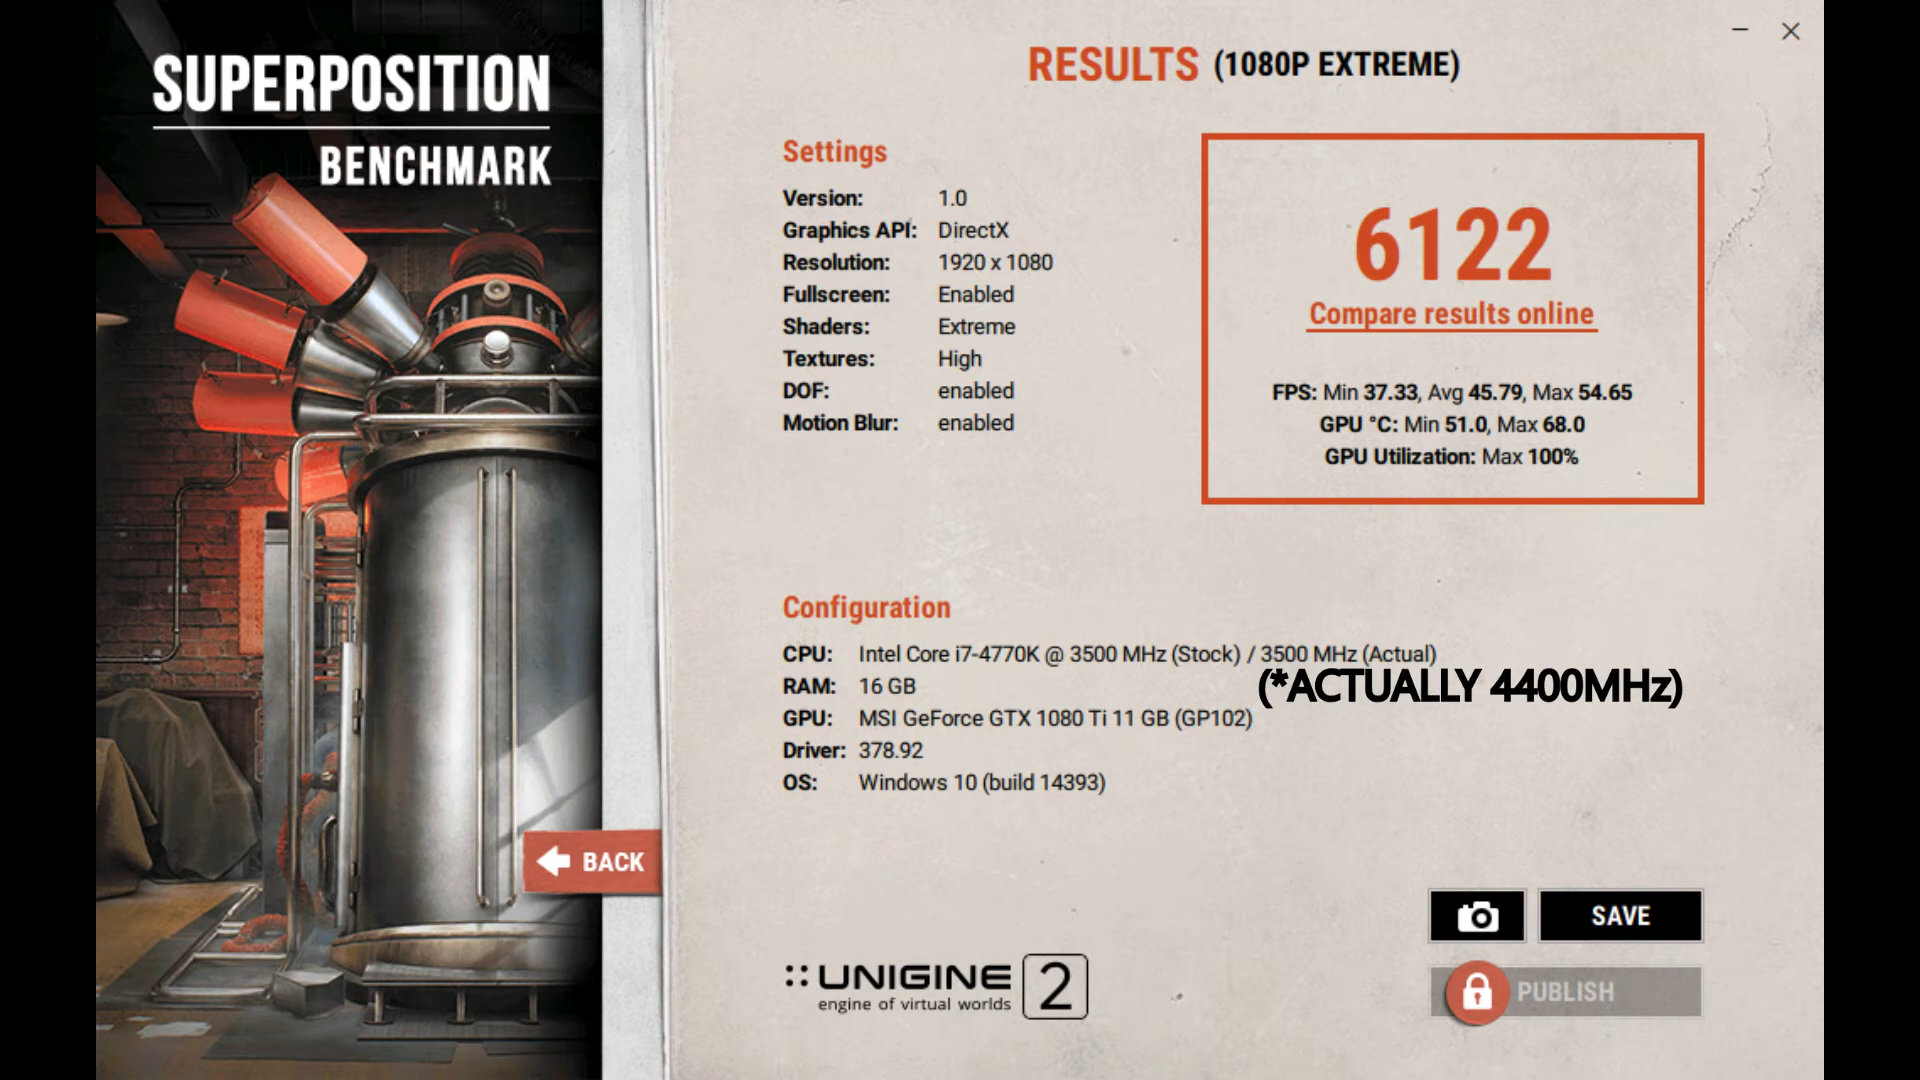 SUPERPOSITION
BENCHMARK
RESULTS (1080P EXTREME)
Settings
Version: 1.0
Graphics API: DirectX
Resolution: 1920 x 1080
Fullscreen: Enabled
Shaders: Extreme
Textures: High
DOF: enabled
Motion Blur: enabled
6122
Compare results online
FPS: Min 37.33, Avg 45.79, Max 54.65
GPU °C: Min 51.0, Max 68.0
GPU Utilization: Max 100%
Configuration
CPU: Intel Core i7-4770K @ 3500 MHz (Stock) / 3500 MHz (Actual)
(*ACTUALLY 4400MHz)
RAM: 16 GB
GPU: MSI GeForce GTX 1080 Ti 11 GB (GP102)
Driver: 378.92
OS: Windows 10 (build 14393)
BACK
SAVE
UNIGINE 2
engine of virtual worlds
PUBLISH